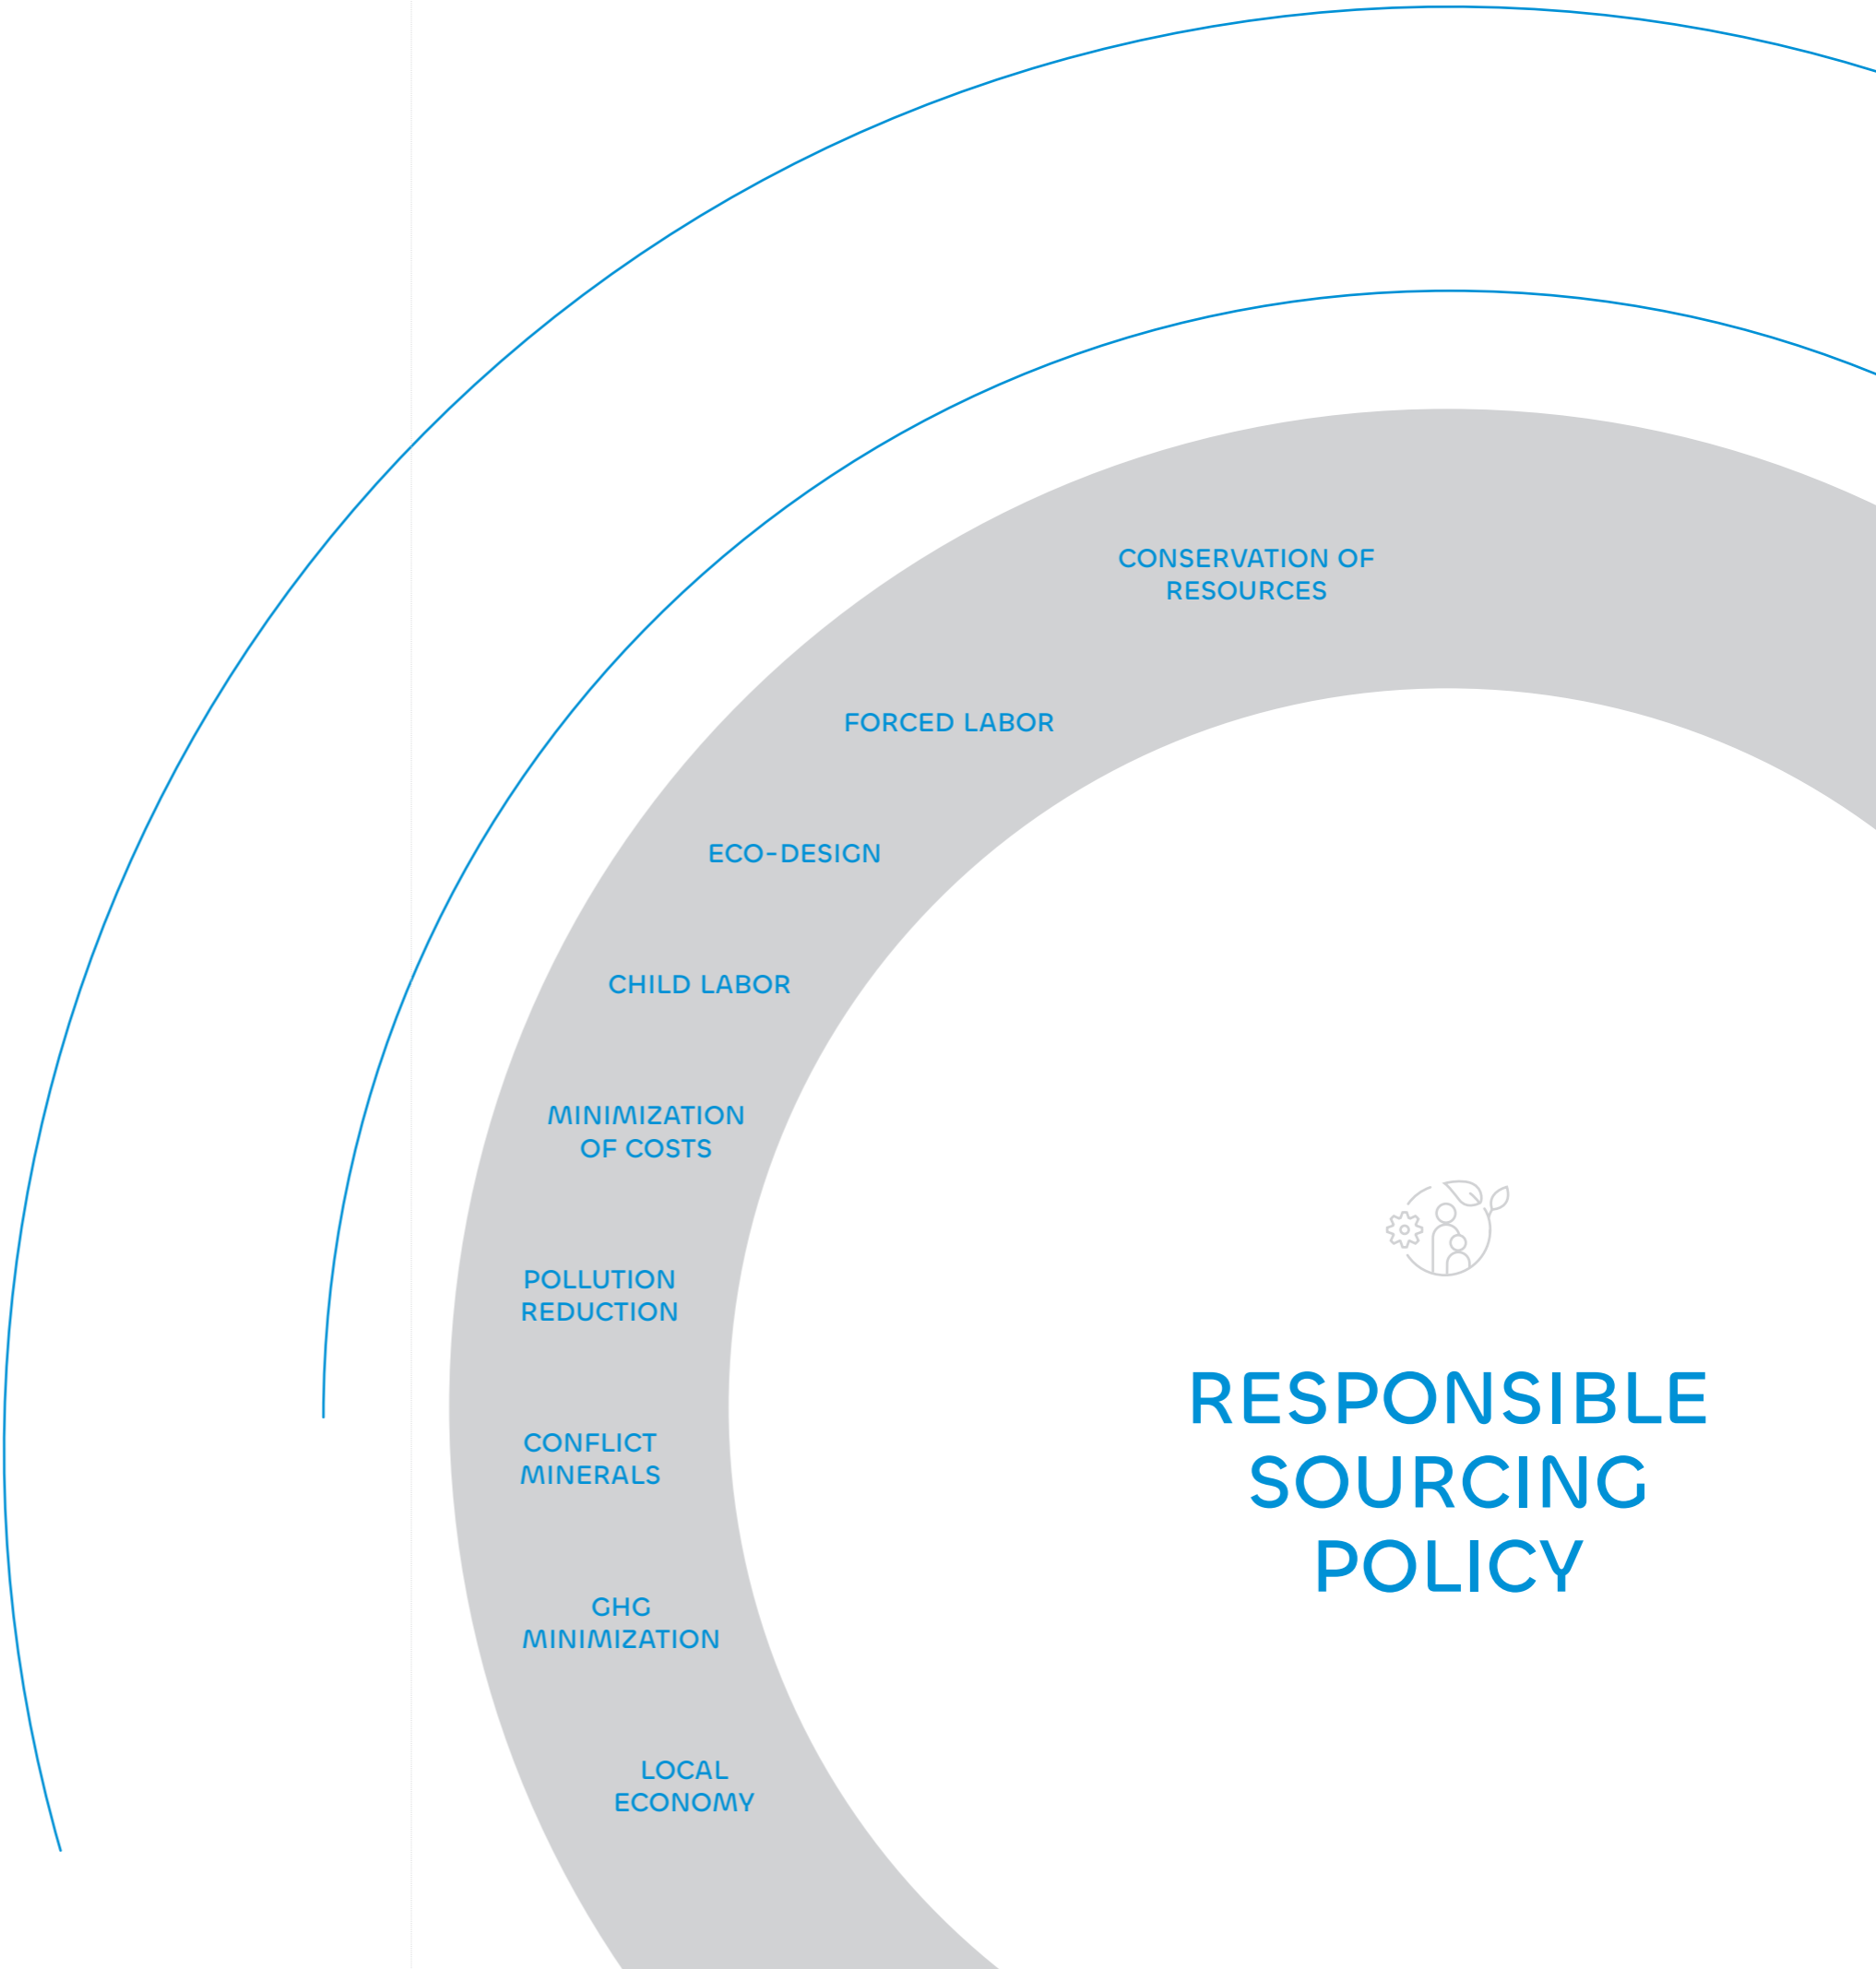 CONSERVATION OF
RESOURCES
FORCED LABOR
ECO-DESIGN
CHILD LABOR
MINIMIZATION
OF COSTS
POLLUTION
REDUCTION
CONFLICT
MINERALS
GHG
MINIMIZATION
LOCAL
ECONOMY
RESPONSIBLE
SOURCING
POLICY